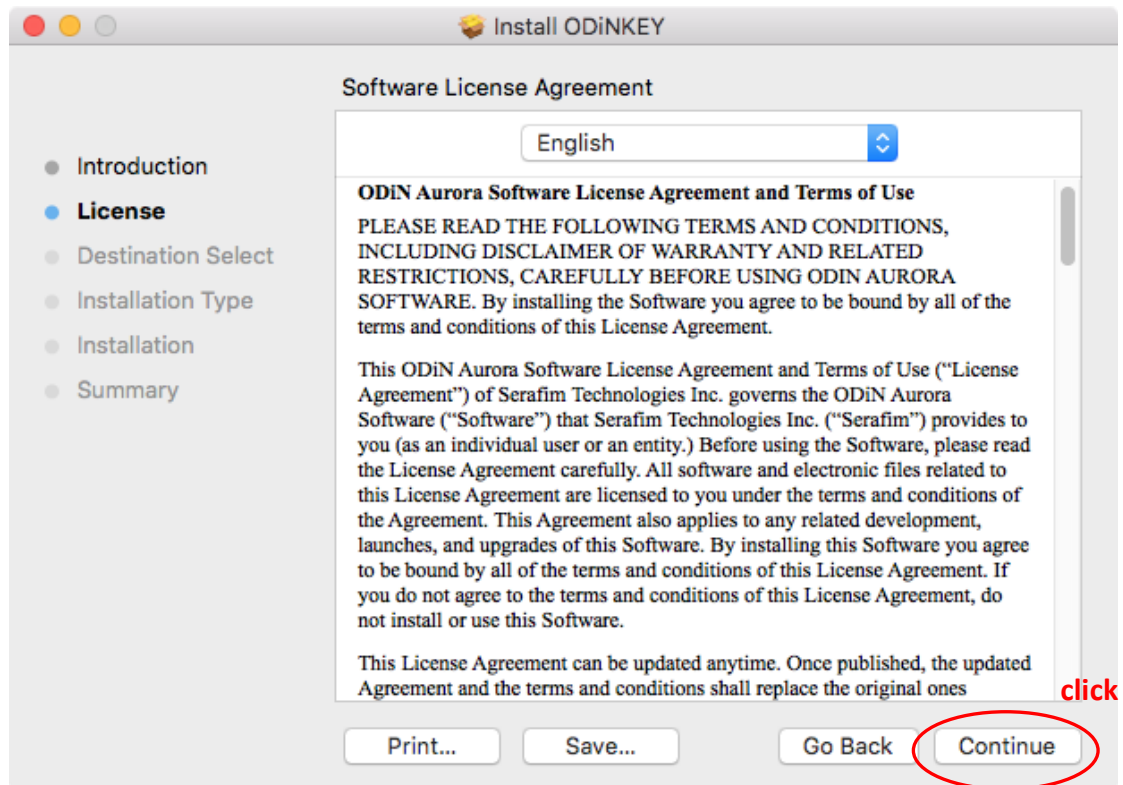 Install ODiNKEY
Software License Agreement
Introduction
License
Destination Select
Installation Type
Installation
Summary
English
ODiN Aurora Software License Agreement and Terms of Use
PLEASE READ THE FOLLOWING TERMS AND CONDITIONS,
INCLUDING DISCLAIMER OF WARRANTY AND RELATED
RESTRICTIONS, CAREFULLY BEFORE USING ODIN AURORA
SOFTWARE. By installing the Software you agree to be bound by all of the
terms and conditions of this License Agreement.
This ODiN Aurora Software License Agreement and Terms of Use (“License
Agreement”) of Serafim Technologies Inc. governs the ODiN Aurora
Software (“Software”) that Serafim Technologies Inc. (“Serafim”) provides to
you (as an individual user or an entity.) Before using the Software, please read
the License Agreement carefully. All software and electronic files related to
this License Agreement are licensed to you under the terms and conditions of
the Agreement. This Agreement also applies to any related development,
launches, and upgrades of this Software. By installing this Software you agree
to be bound by all of the terms and conditions of this License Agreement. If
you do not agree to the terms and conditions of this License Agreement, do
not install or use this Software.
This License Agreement can be updated anytime. Once published, the updated
Agreement and the terms and conditions shall replace the original ones
click
Print...
Save...
Go Back
Continue